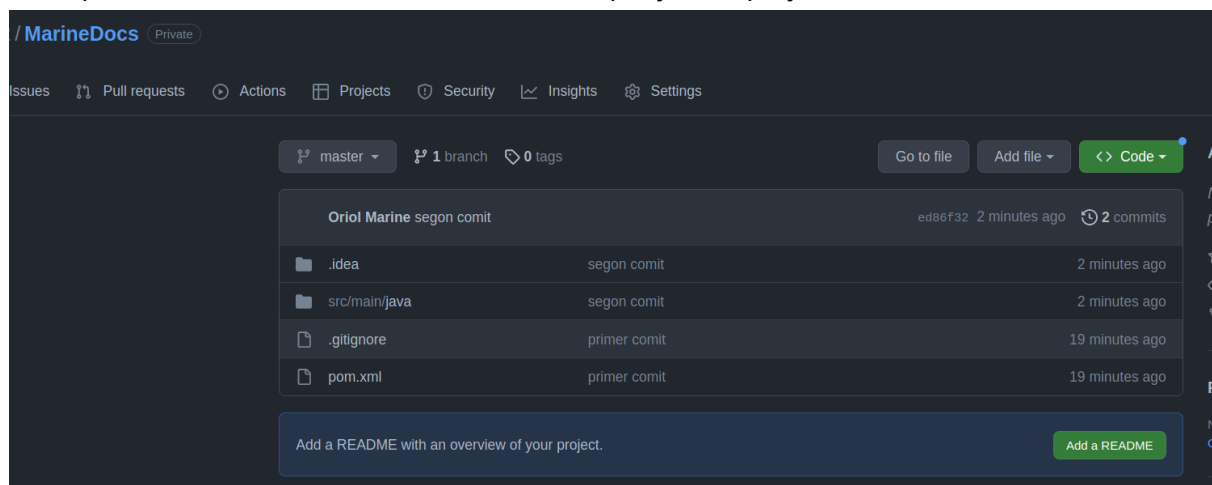 / MarineDocs Private
Issues Pull requests Actions Projects Security Insights Settings
master 1 branch 0 tags Go to file Add file Code
Oriol Marine segon comit ed86f32 2 minutes ago 2 commits
.idea segon comit 2 minutes ago
src/main/java segon comit 2 minutes ago
.gitignore primer comit 19 minutes ago
pom.xml primer comit 19 minutes ago
Add a README with an overview of your project. Add a README